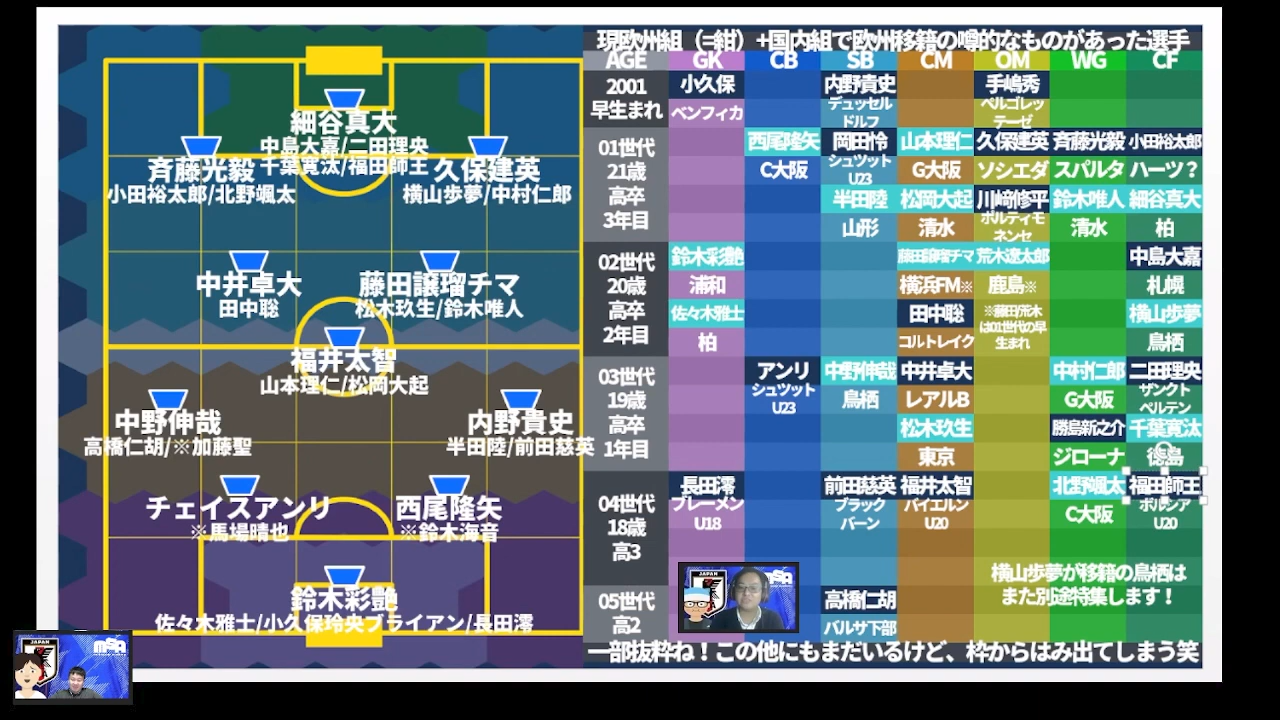 現欧州組（=紺）+国内組で欧州移籍の噂的なものがあった選手
細谷真大
中島大嘉/二田理央
千葉寛汰/福田師王
斉藤光毅
小田裕太郎/北野颯太
久保建英
横山歩夢/中村仁郎
中井卓大
田中聡
藤田譲瑠チマ
松木玖生/鈴木唯人
福井太智
山本理仁/松岡大起
中野伸哉
高橋仁胡/※加藤聖
内野貴史
半田陸/前田慈英
チェイスアンリ
※馬場晴也
西尾隆矢
※鈴木海音
鈴木彩艶
佐々木雅士/小久保玲央ブライアン/長田澪
AGE GK CB SB CM OM WG CF
2001 小久保 内野貴史 手嶋秀
早生まれ ベンフィカ デュッセルドルフ ペルゴレッテーゼ
01世代 西尾隆矢 岡田怜 山本理仁 久保建英 斉藤光毅 小田裕太郎
21歳 C大阪 シュツットU23 G大阪 ソシエダ スパルタ ハーツ？
高卒 半田陸 松岡大起 川﨑修平 鈴木唯人 細谷真大
3年目 山形 清水 ポルティモネンセ 清水 柏
02世代 鈴木彩艶 藤田譲瑠チマ 荒木遼太郎 中島大嘉
20歳 浦和 横浜FM※ 鹿島※ 札幌
高卒 佐々木雅士 田中聡 ※藤田荒木は01世代の早生まれ 横山歩夢
2年目 柏 コルトレイク 鳥栖
03世代 アンリ 中野伸哉 中井卓大 中村仁郎 二田理央
19歳 シュツットU23 鳥栖 レアルB G大阪 ザンクトペルテン
高卒 松木玖生 勝島新之介 千葉寛汰
1年目 東京 ジローナ 徳島
04世代 長田澪 前田慈英 福井太智 北野颯太 福田師王
18歳 ブレーメンU18 ブラックバーン バイエルンU20 C大阪 ボルシアU20
高3
05世代 高橋仁胡
高2 バルサ下部
横山歩夢が移籍の鳥栖は
また別途特集します！
一部抜粋ね！この他にもまだいるけど、枠からはみ出てしまう笑
JAPAN
JAPAN